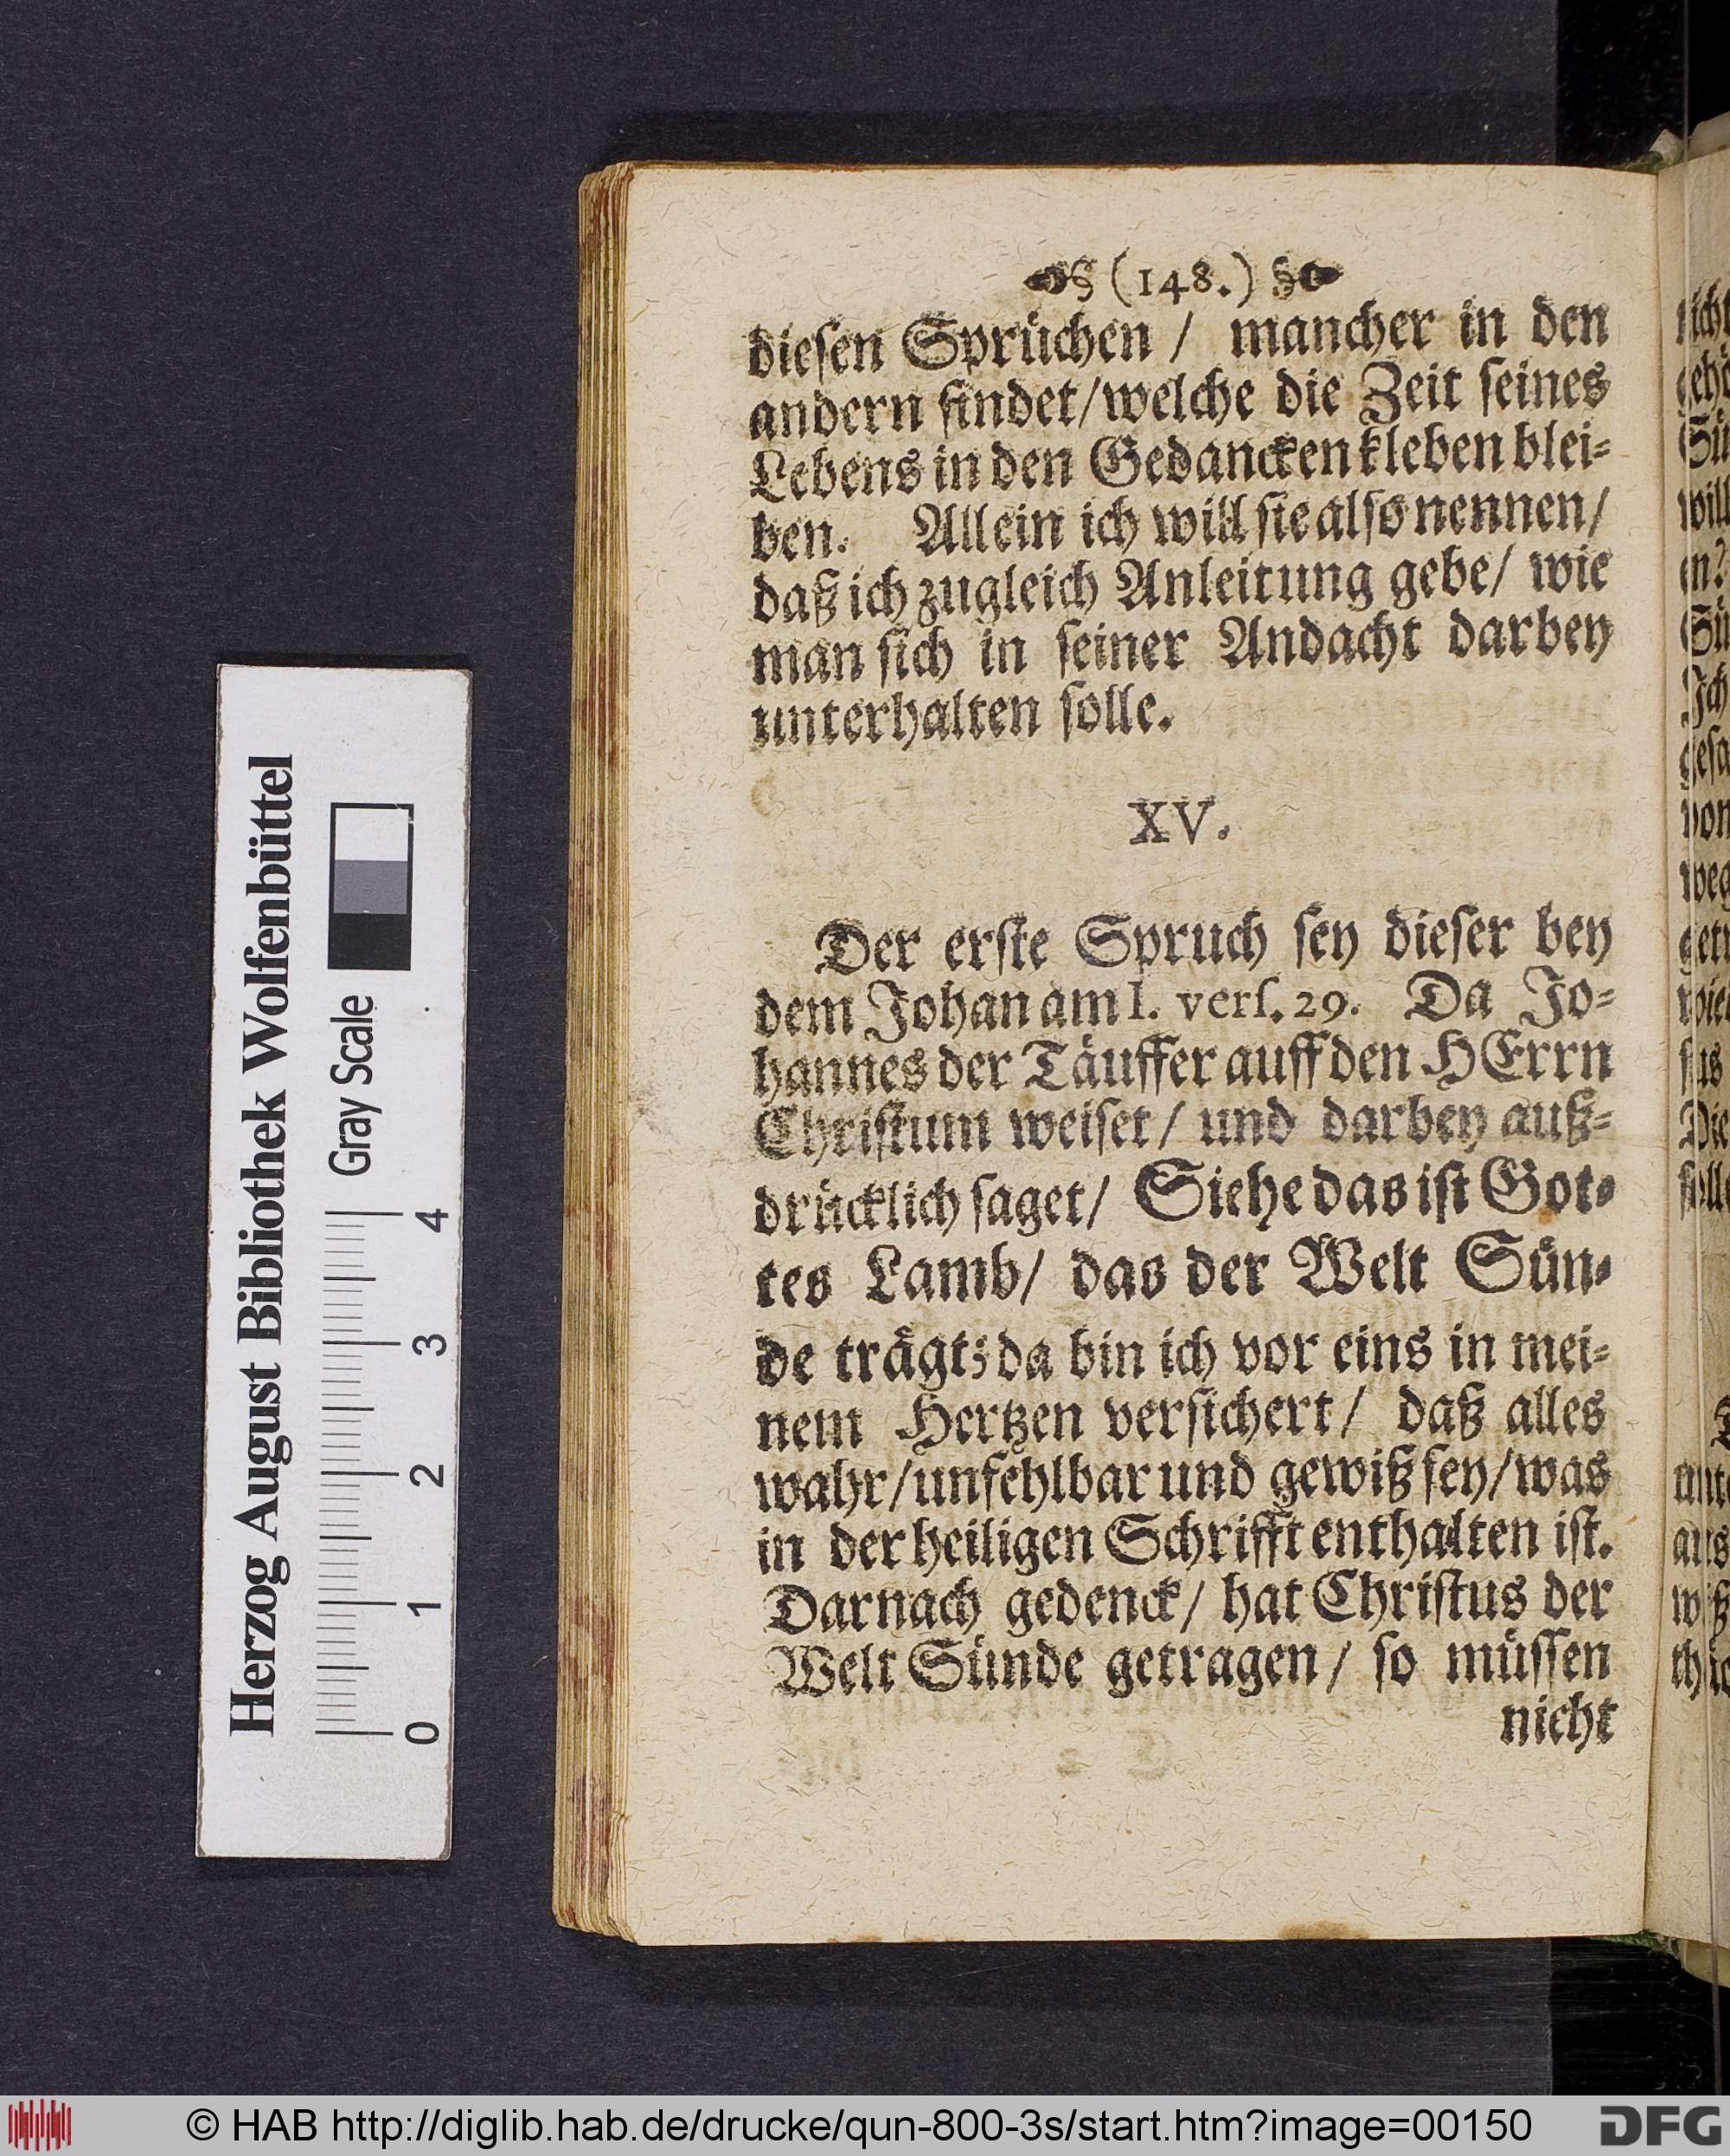 (148.)
diesen Sprüchen / mancher in den
andern findet/welche die Zeit seines
Lebens in den Gedancken kleben blei-
ben. Allein ich will sie also nennen/
daß ich zugleich Anleitung gebe/ wie
man sich in seiner Andacht darbey
unterhalten solle.
XV.
Der erste Spruch sey dieser bey
dem Johan am I. vers. 29. Da Jo-
hannes der Täuffer auff den HErrn
Christum weiset/ und darbey auß-
drücklich saget/ Siehe das ist Got-
tes Lamb/ das der Welt Sün-
de trägt; da bin ich vor eins in mei-
nem Hertzen versichert/ daß alles
wahr/unfehlbar und gewiß sey/was
in der heiligen Schrifft enthalten ist.
Darnach gedenck/ hat Christus der
Welt Sünde getragen/ so müssen
nicht
Herzog August Bibliothek Wolfenbüttel
Gray Scale
0 1 2 3 4
© HAB http://diglib.hab.de/drucke/qun-800-3s/start.htm?image=00150
DFG